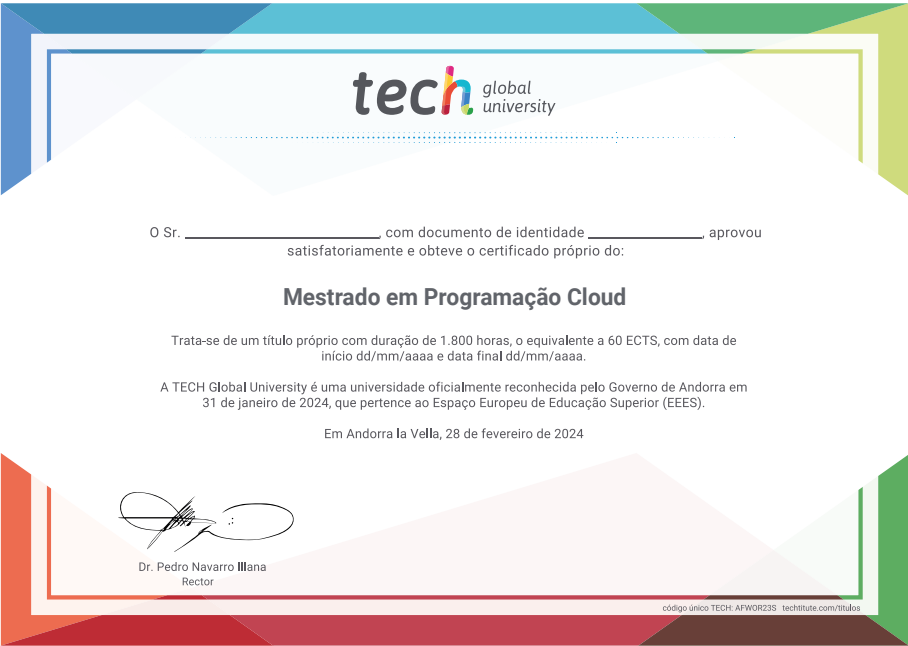 tech global university
O Sr. ____________________, com documento de identidade ____________, aprovou
satisfatoriamente e obteve o certificado próprio do:
Mestrado em Programação Cloud
Trata-se de um título próprio com duração de 1.800 horas, o equivalente a 60 ECTS, com data de
início dd/mm/aaaa e data final dd/mm/aaaa.
A TECH Global University é uma universidade oficialmente reconhecida pelo Governo de Andorra em
31 de janeiro de 2024, que pertence ao Espaço Europeu de Educação Superior (EEES).
Em Andorra la Vella, 28 de fevereiro de 2024
Dr. Pedro Navarro Illana
Rector
código único TECH: AFWOR23S techtitute.com/titulos